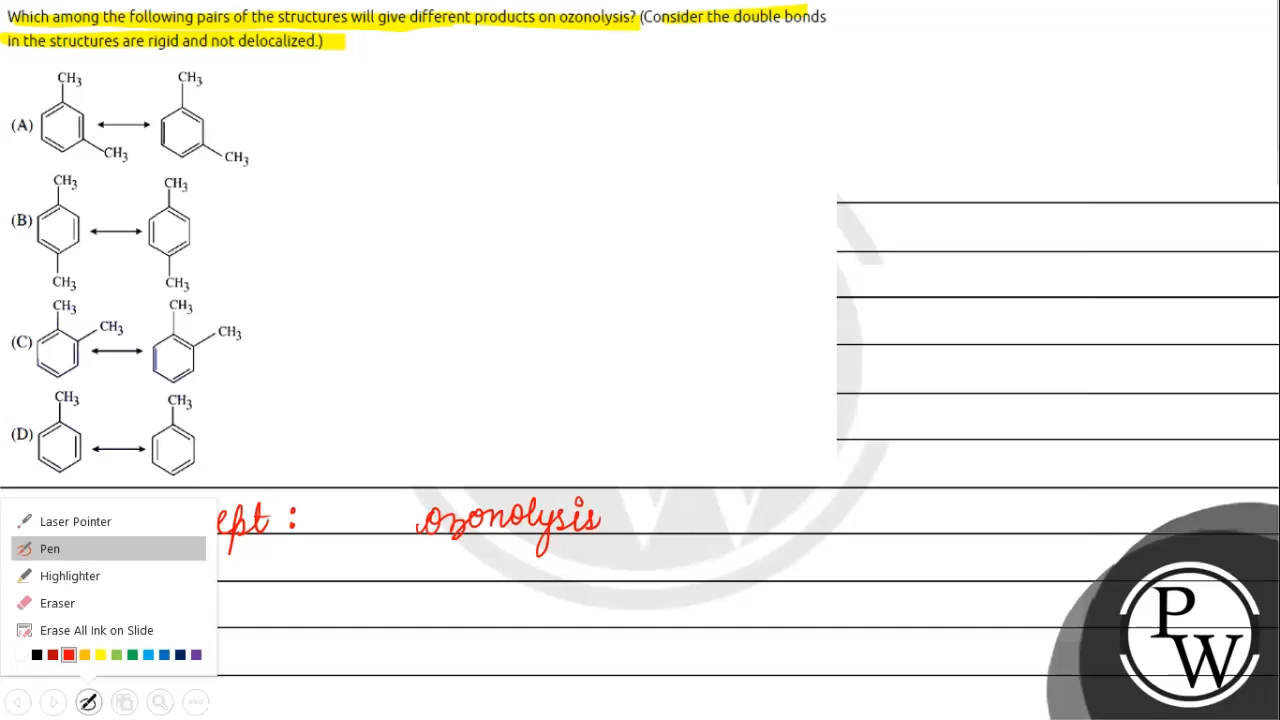 Which among the following pairs of the structures will give different products on ozonolysis? (Consider the double bonds
in the structures are rigid and not delocalized.)
CH3 CH3
(A)
CH3 CH3
CH3 CH3
(B)
CH3 CH3
CH3 CH3
CH3 CH3
(C)
CH3 CH3
(D)
ept : ozonolysis
Laser Pointer
Pen
Highlighter
Eraser
Erase All Ink on Slide
P
W